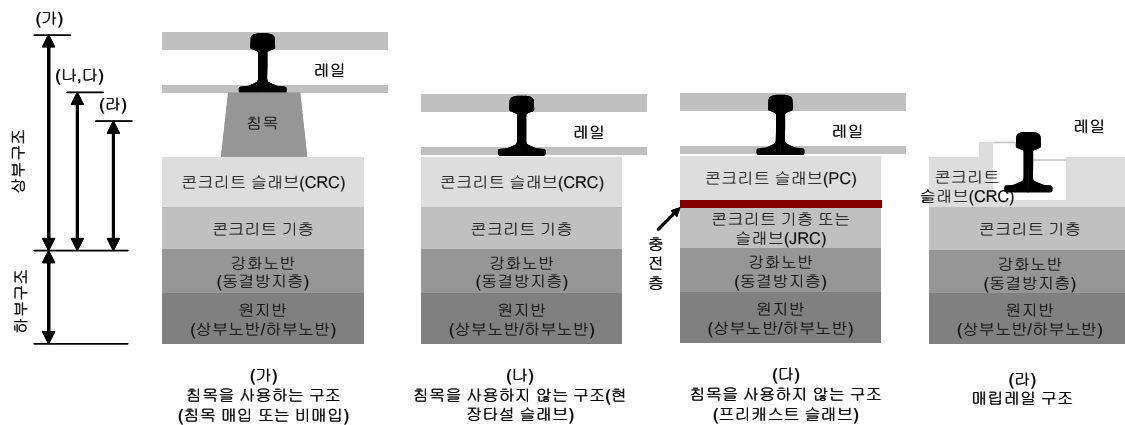 (가)
(나,다)
(라)
상부구조
하부구조
레일
침목
콘크리트 슬래브(CRC)
콘크리트 기층
강화노반
(동결방지층)
원지반
(상부노반/하부노반)
(가)
침목을 사용하는 구조
(침목 매입 또는 비매입)
레일
콘크리트 슬래브(CRC)
콘크리트 기층
강화노반
(동결방지층)
원지반
(상부노반/하부노반)
(나)
침목을 사용하지 않는 구조(현
장타설 슬래브)
레일
콘크리트 슬래브(PC)
충전층
콘크리트 기층 또는
슬래브(JRC)
강화노반
(동결방지층)
원지반
(상부노반/하부노반)
(다)
침목을 사용하지 않는 구조
(프리캐스트 슬래브)
레일
콘크리트
슬래브(CRC)
콘크리트 기층
강화노반
(동결방지층)
원지반
(상부노반/하부노반)
(라)
매립레일 구조